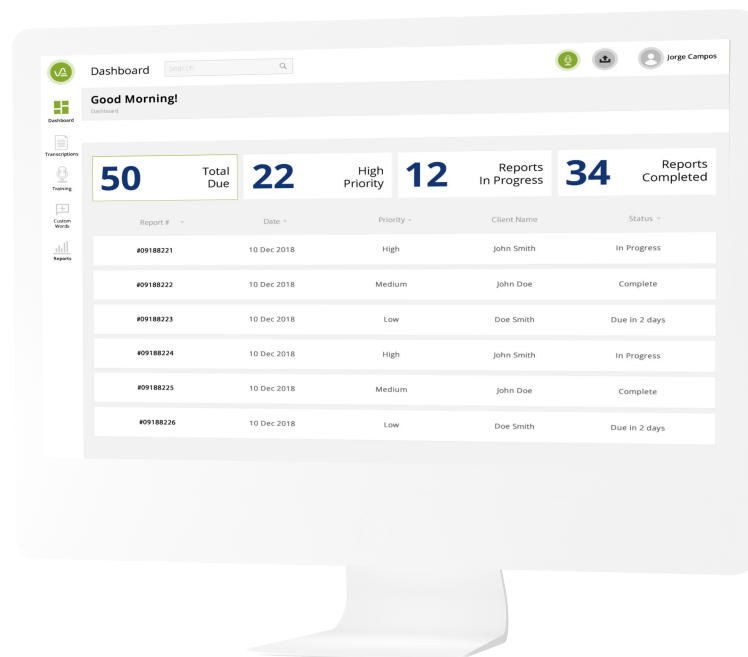 Dashboard Search Jorge Campos
Good Morning!
Dashboard
Dashboard
Transcriptions
Training
Custom
Words
Reports
50 Total Due
22 High Priority
12 Reports In Progress
34 Reports Completed
Report # Date Priority Client Name Status
#09188221 10 Dec 2018 High John Smith In Progress
#09188222 10 Dec 2018 Medium John Doe Complete
#09188223 10 Dec 2018 Low Doe Smith Due in 2 days
#09188224 10 Dec 2018 High John Smith In Progress
#09188225 10 Dec 2018 Medium John Doe Complete
#09188226 10 Dec 2018 Low Doe Smith Due in 2 days